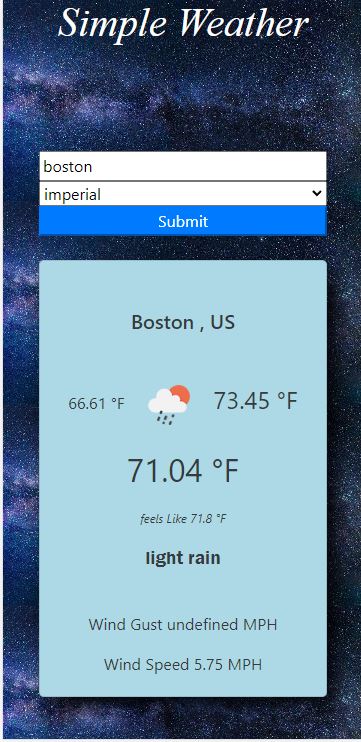 Simple Weather
boston
imperial
Submit
Boston , US
66.61 °F 73.45 °F
71.04 °F
feels Like 71.8 °F
light rain
Wind Gust undefined MPH
Wind Speed 5.75 MPH